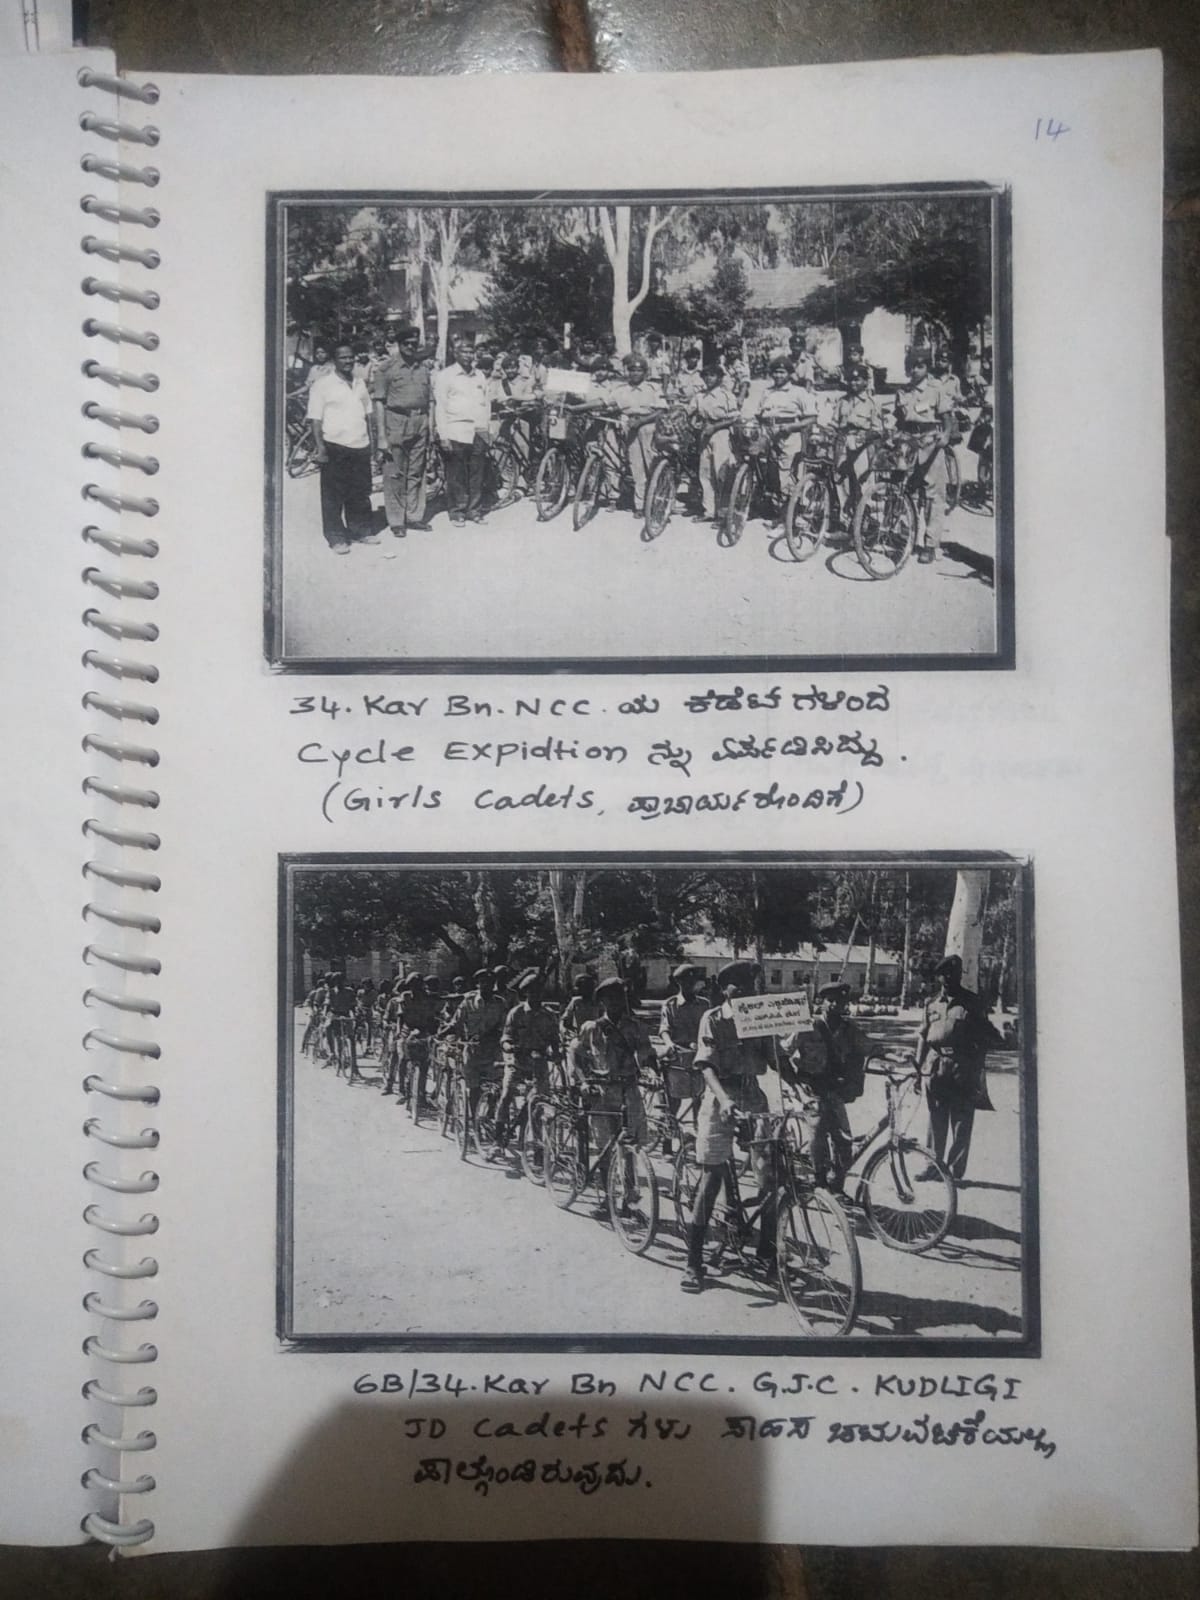 14
34. Kar Bn. NCC. ಯ ಕೆಡೆಟ್ ಗಳಿಂದ
Cycle Expidtion ನ್ನು ಏರ್ಪಡಿಸಿದ್ದು.
(Girls Cadets, ಪ್ರಾಚಾರ್ಯರೊಂದಿಗೆ)
ಸೈಕಲ್
6B/34. Kar Bn NCC. G.J.C. KUDLIGI
JD Cadets ಗಳು ಸಾಹಸ ಚಟುವಟಿಕೆಯಲ್ಲಿ
ಪಾಲ್ಗೊಂಡಿರುವುದು.